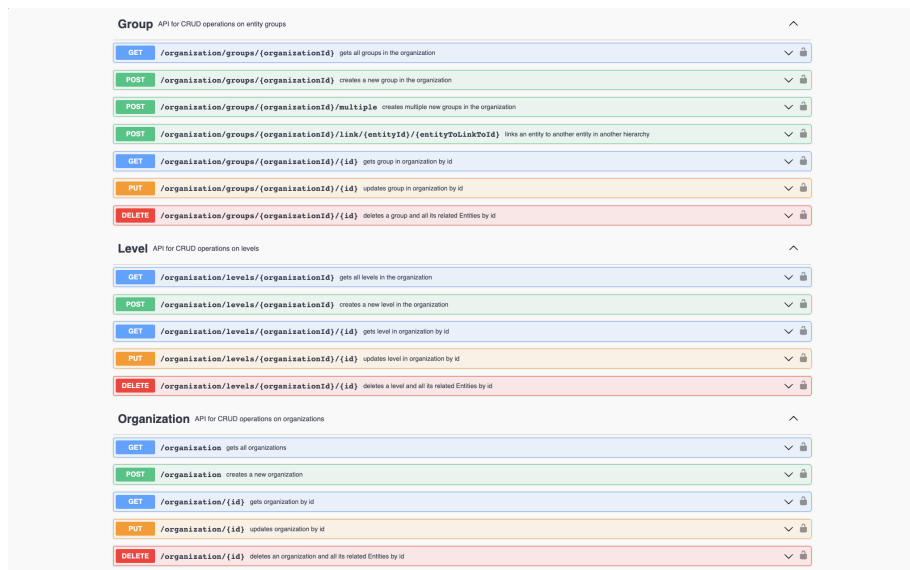 Group API for CRUD operations on entity groups
GET /organization/groups/{organizationId} gets all groups in the organization
POST /organization/groups/{organizationId} creates a new group in the organization
POST /organization/groups/{organizationId}/multiple creates multiple new groups in the organization
POST /organization/groups/{organizationId}/link/{entityId}/{entityToLinkToId} links an entity to another entity in another hierarchy
GET /organization/groups/{organizationId}/{id} gets group in organization by id
PUT /organization/groups/{organizationId}/{id} updates group in organization by id
DELETE /organization/groups/{organizationId}/{id} deletes a group and all its related Entities by id
Level API for CRUD operations on levels
GET /organization/levels/{organizationId} gets all levels in the organization
POST /organization/levels/{organizationId} creates a new level in the organization
GET /organization/levels/{organizationId}/{id} gets level in organization by id
PUT /organization/levels/{organizationId}/{id} updates level in organization by id
DELETE /organization/levels/{organizationId}/{id} deletes a level and all its related Entities by id
Organization API for CRUD operations on organizations
GET /organization gets all organizations
POST /organization creates a new organization
GET /organization/{id} gets organization by id
PUT /organization/{id} updates organization by id
DELETE /organization/{id} deletes an organization and all its related Entities by id